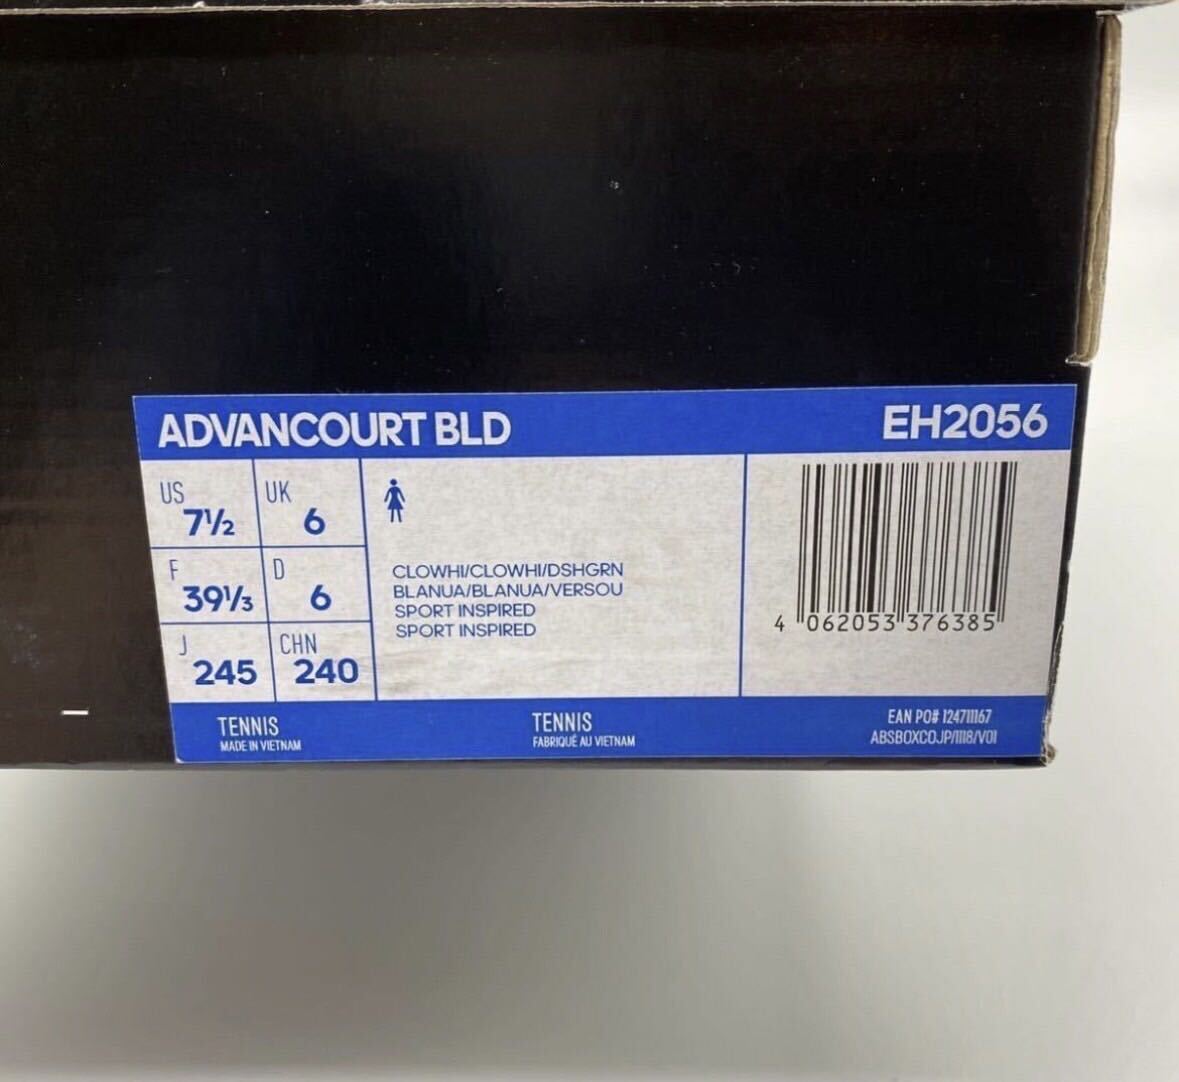 ADVANCOURT BLD EH2056
US 7½ UK 6
F 39⅓ D 6
J 245 CHN 240
CLOWHI/CLOWHI/DSHGRN
BLANUA/BLANUA/VERSOU
SPORT INSPIRED
SPORT INSPIRED
4 062053 376385
TENNIS
MADE IN VIETNAM
TENNIS
FABRIQUÉ AU VIETNAM
EAN PO# 124711167
ABSBOXCOJP/1118/V01